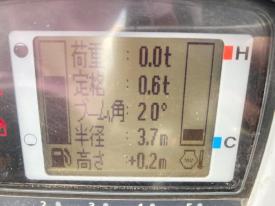 荷重 : 0.0t
H
定格 : 0.6t
ブーム角 : 20°
半径 : 3.7m
C
高さ : +0.2m